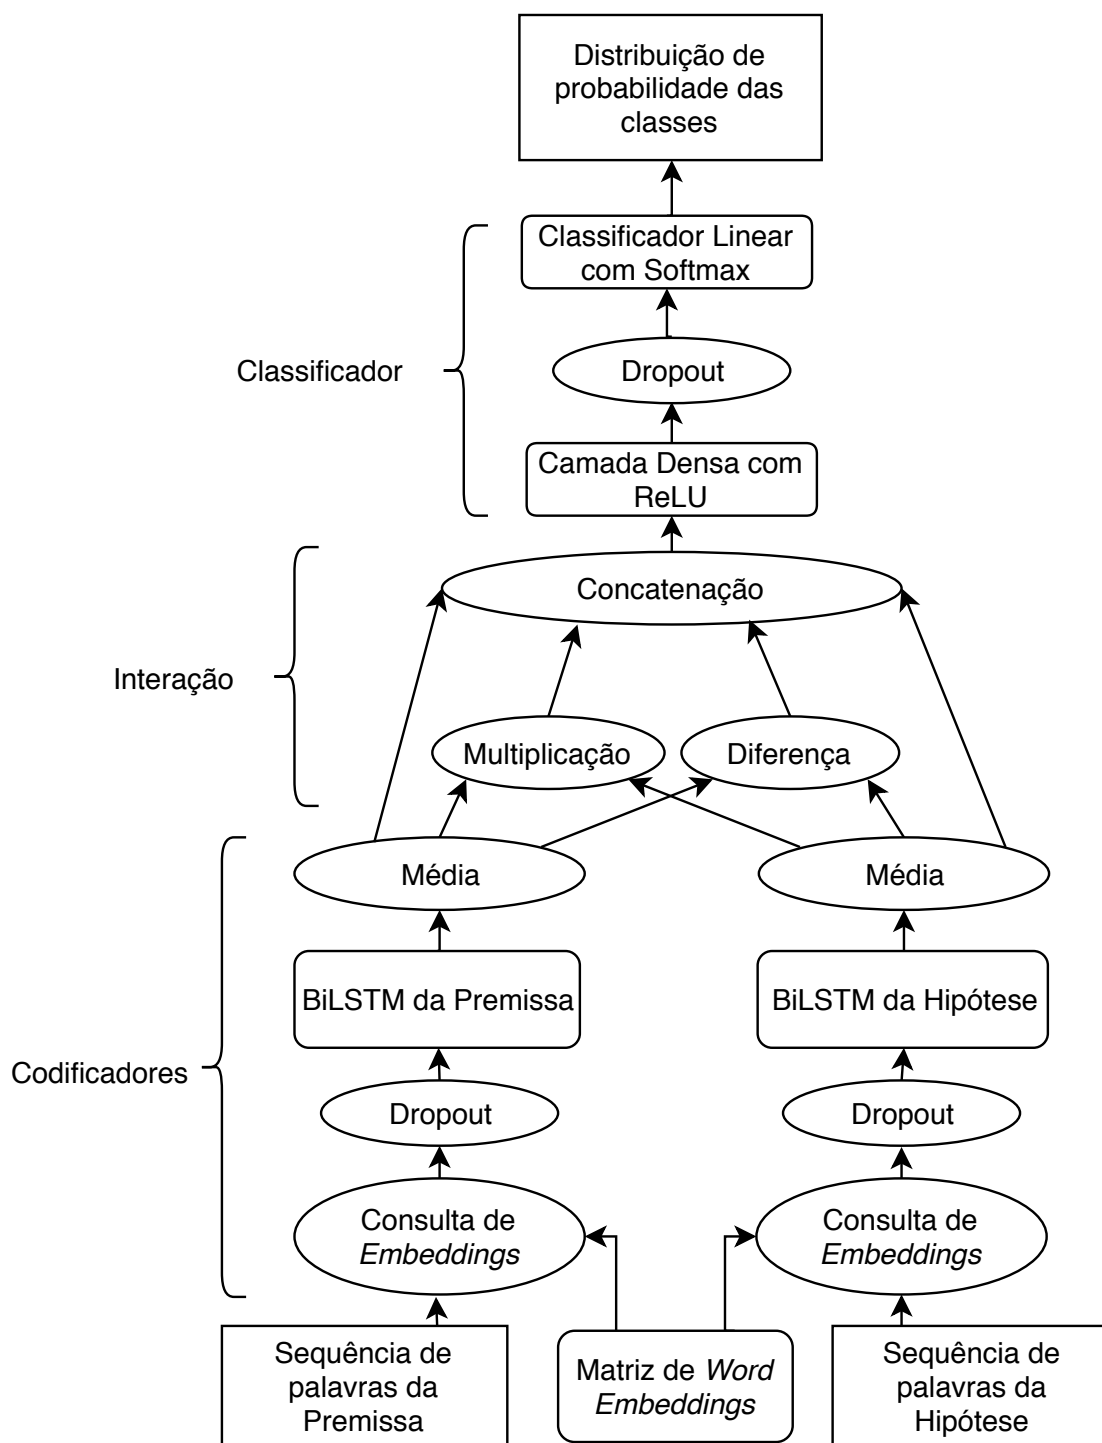 Distribuição de
probabilidade das
classes
Classificador Linear
com Softmax
Classificador
Dropout
Camada Densa com
ReLU
Concatenação
Interação
Multiplicação
Diferença
Média
Média
BiLSTM da Premissa
BiLSTM da Hipótese
Codificadores
Dropout
Dropout
Consulta de
Embeddings
Consulta de
Embeddings
Sequência de
palavras da
Premissa
Matriz de Word
Embeddings
Sequência de
palavras da
Hipótese